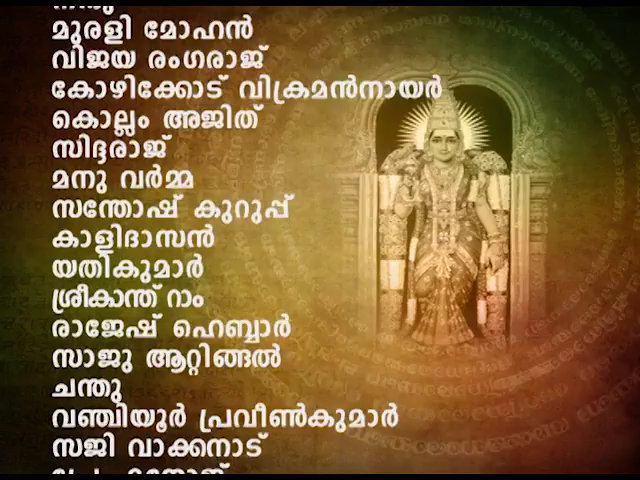 മുരളി മോഹൻ
വിജയ രംഗരാജ്
കോഴിക്കോട് വിക്രമൻനായർ
കൊല്ലം അജിത്
സിദ്ദരാജ്
മനു വർമ്മ
സന്തോഷ് കുറുപ്പ്
കാളിദാസൻ
യതികുമാർ
ശ്രീകാന്ത് റാം
രാജേഷ് ഹെബ്ബാർ
സാജു ആറ്റിങ്ങൽ
ചന്തു
വഞ്ചിയൂർ പ്രവീൺകുമാർ
സജി വാക്കനാട്